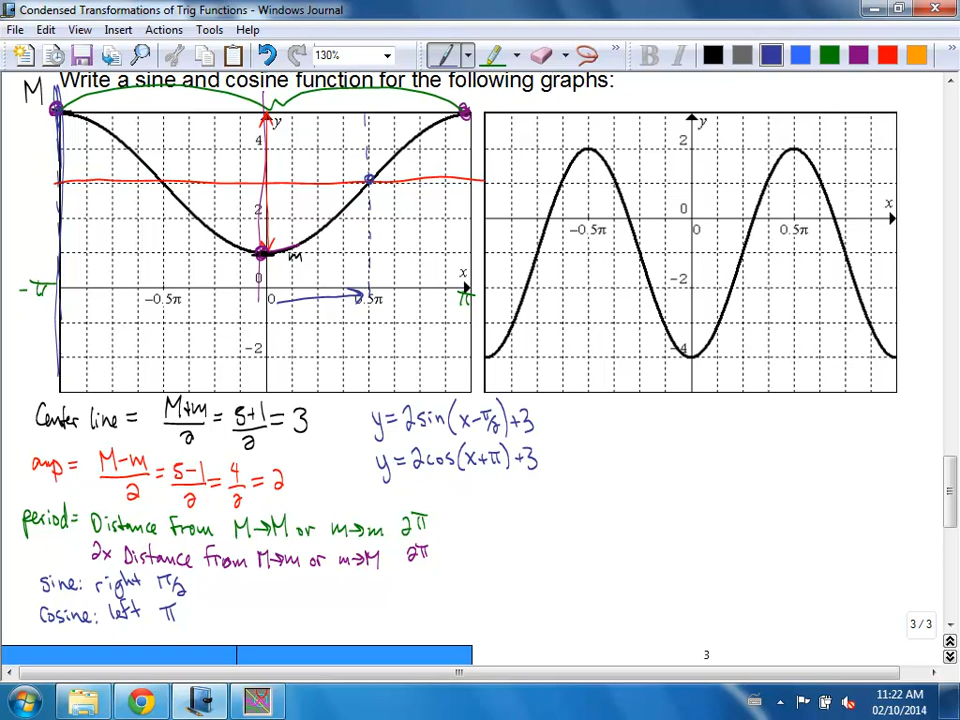 Condensed Transformations of Trig Functions - Windows Journal
File Edit View Insert Actions Tools Help
130% B I
Write a sine and cosine function for the following graphs:
M
y
4
2
m
0
x
-π
-0.5π
0
0.5π
π
-2
y
2
x
0
-0.5π
0
0.5π
-2
-4
Center line = M+m/2 = 5+1/2 = 3
amp = M-m/2 = 5-1/2 = 4/2 = 2
period = Distance from M→M or m→m 2π
2x Distance from M→m or m→M 2π
sine: right π/2
Cosine: left π
y=2sin(x-π/2)+3
y=2cos(x+π)+3
3 / 3
3
11:22 AM
02/10/2014